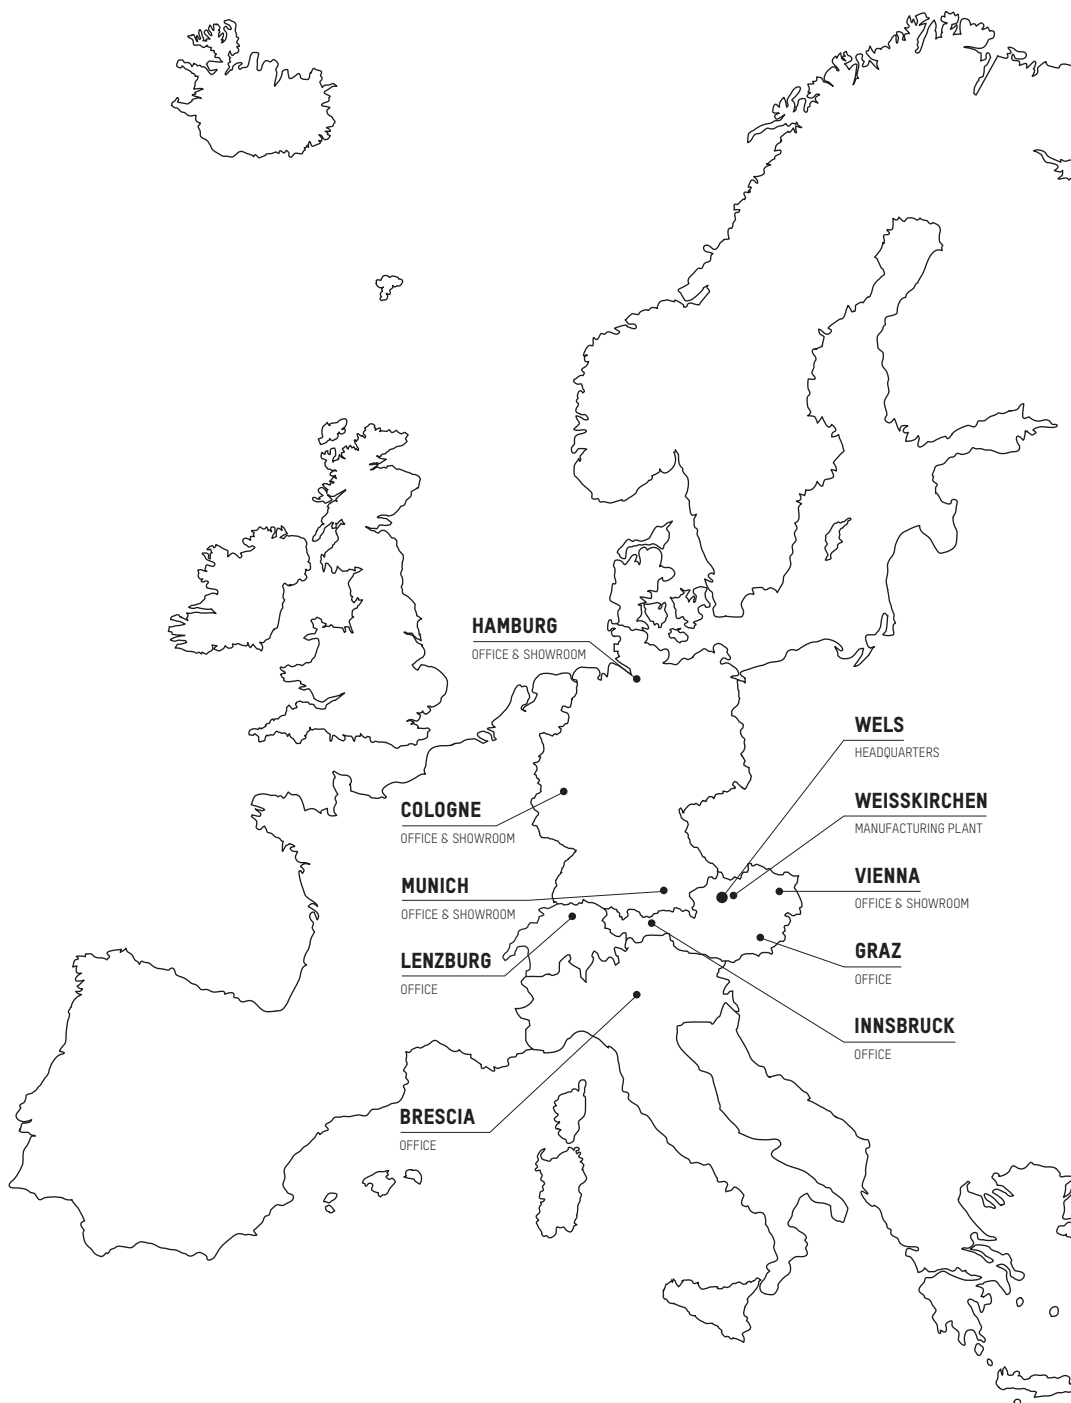 HAMBURG
OFFICE & SHOWROOM
COLOGNE
OFFICE & SHOWROOM
MUNICH
OFFICE & SHOWROOM
LENZBURG
OFFICE
BRESCIA
OFFICE
WELS
HEADQUARTERS
WEISSKIRCHEN
MANUFACTURING PLANT
VIENNA
OFFICE & SHOWROOM
GRAZ
OFFICE
INNSBRUCK
OFFICE